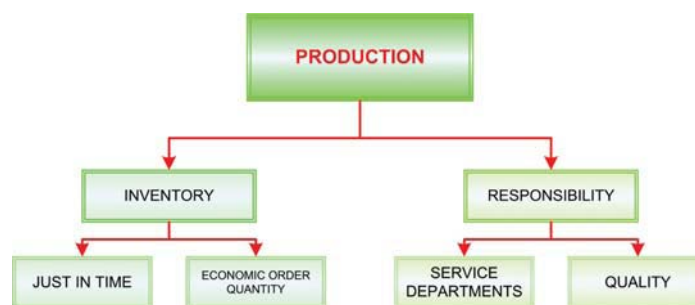 PRODUCTION
INVENTORY
RESPONSIBILITY
JUST IN TIME
ECONOMIC ORDER
QUANTITY
SERVICE
DEPARTMENTS
QUALITY